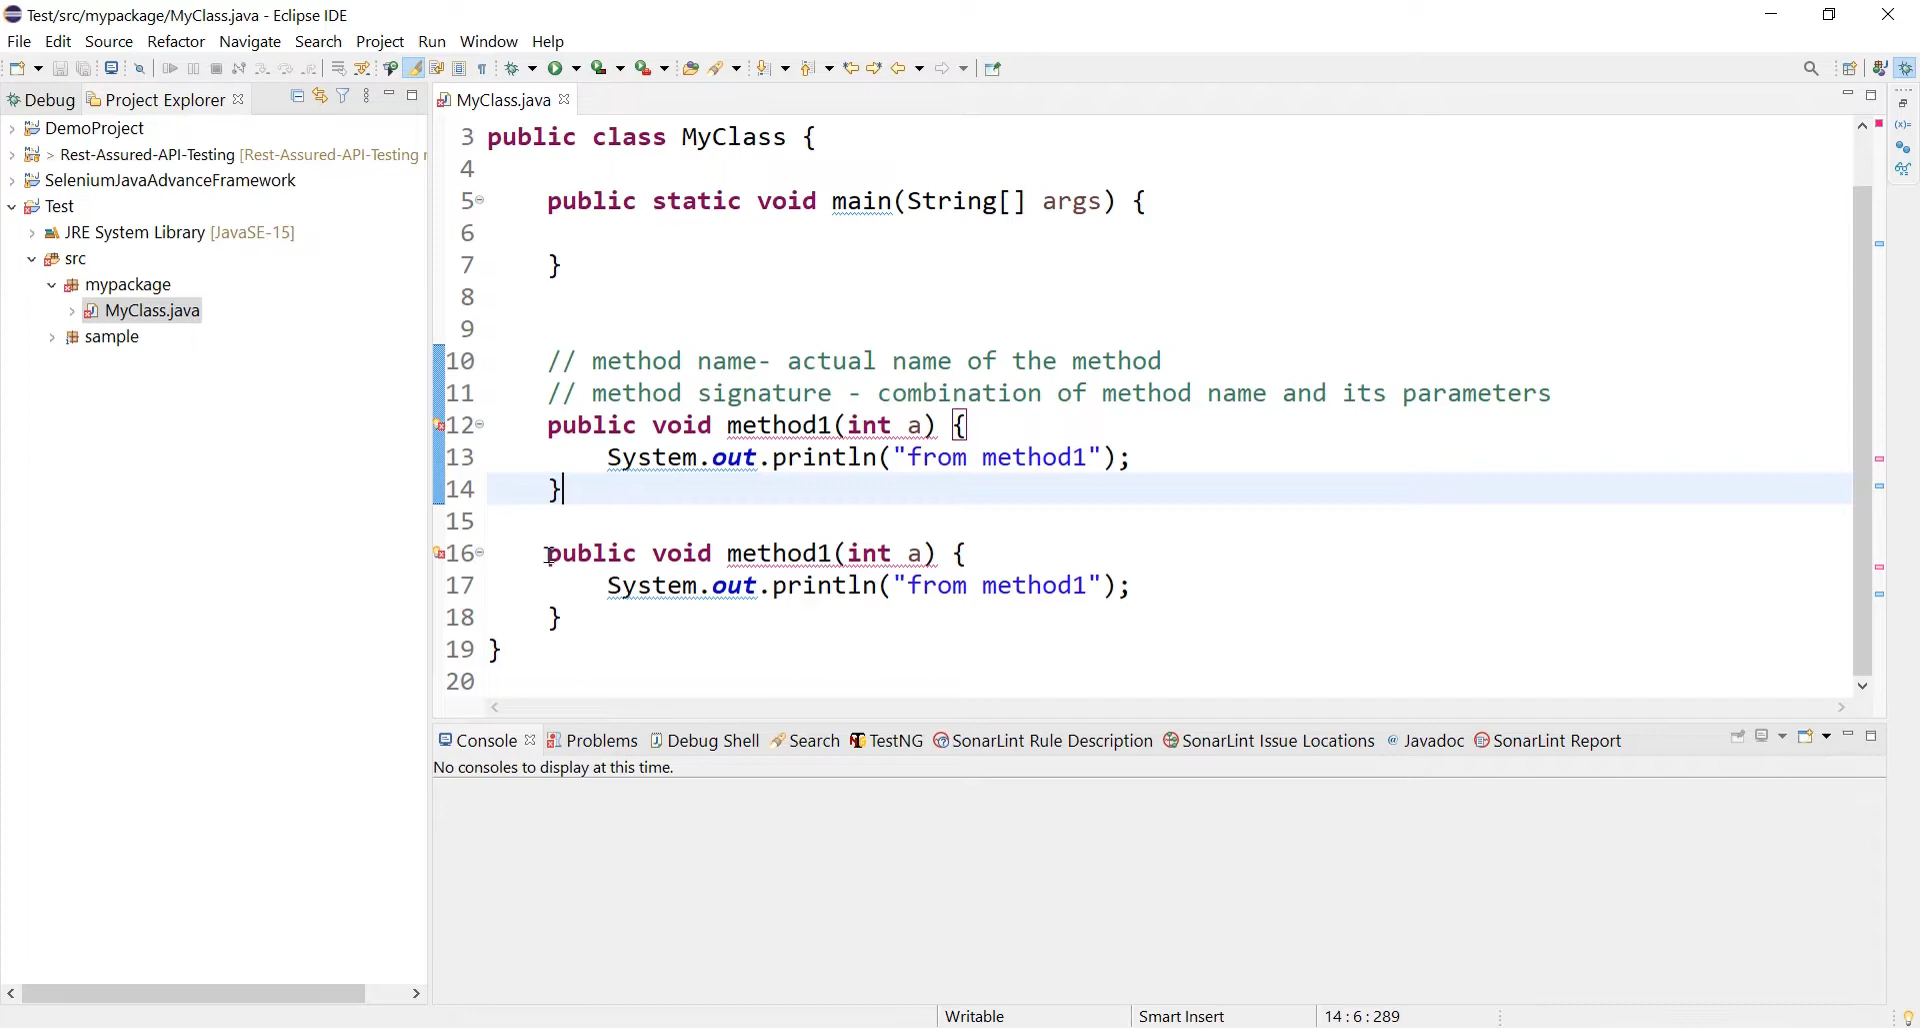 Test/src/mypackage/MyClass.java - Eclipse IDE
File Edit Source Refactor Navigate Search Project Run Window Help
Debug Project Explorer
MyClass.java
DemoProject
> Rest-Assured-API-Testing [Rest-Assured-API-Testing
SeleniumJavaAdvanceFramework
Test
JRE System Library [JavaSE-15]
src
mypackage
MyClass.java
sample
3 public class MyClass {
4
5 public static void main(String[] args) {
6
7 }
8
9
10 // method name- actual name of the method
11 // method signature - combination of method name and its parameters
12 public void method1(int a) {
13 System.out.println("from method1");
14 }
15
16 public void method1(int a) {
17 System.out.println("from method1");
18 }
19 }
20
Console Problems Debug Shell Search TestNG SonarLint Rule Description SonarLint Issue Locations @ Javadoc SonarLint Report
No consoles to display at this time.
Writable Smart Insert 14 : 6 : 289